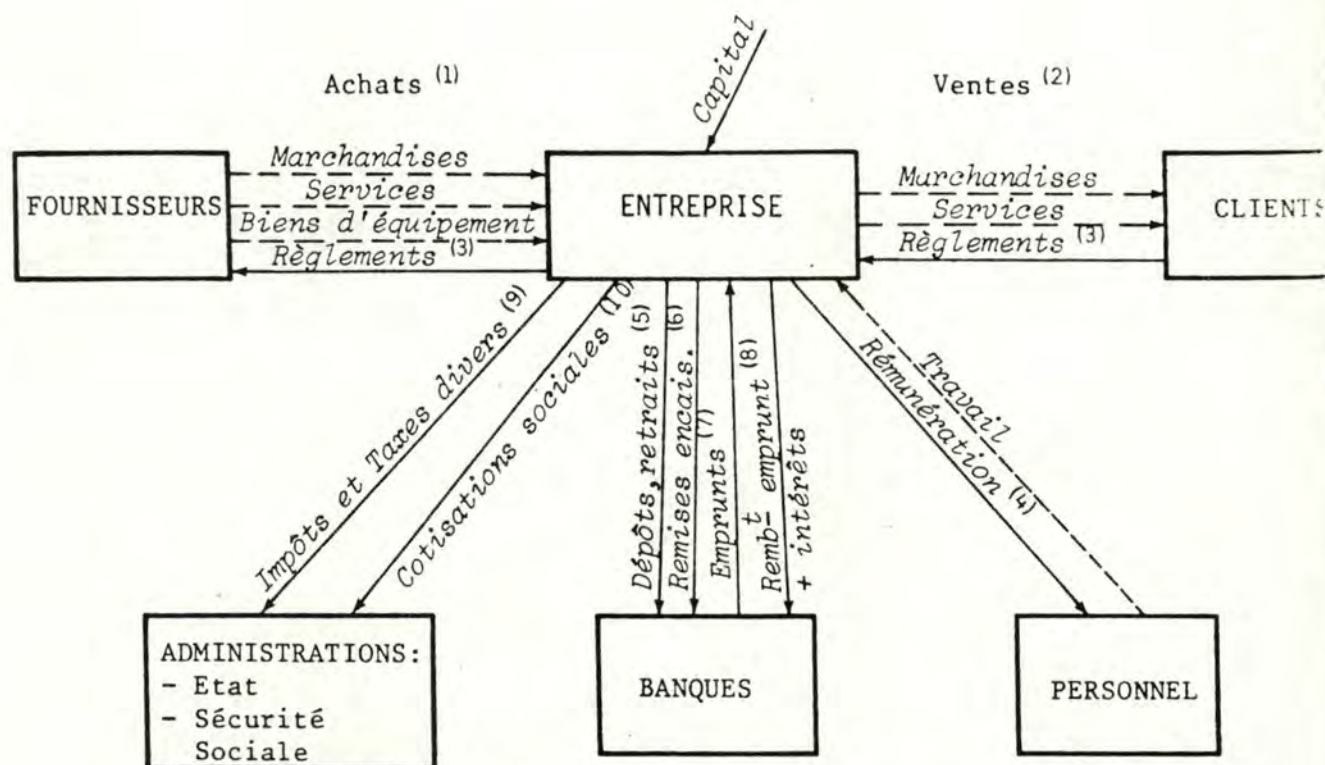 Capital
Achats (1)
Ventes (2)
FOURNISSEURS
Marchandises
Services
Biens d'équipement
Règlements (3)
ENTREPRISE
Marchandises
Services
Règlements (3)
CLIENTS
Impôts et Taxes divers (9)
Cotisations sociales (10)
Dépôts, retraits (5)
Remises encais. (6)
Emprunts (7)
Remb-t emprunt (8)
+ intérêts
Rémunération (4)
Travail
ADMINISTRATIONS:
- Etat
- Sécurité
Sociale
BANQUES
PERSONNEL